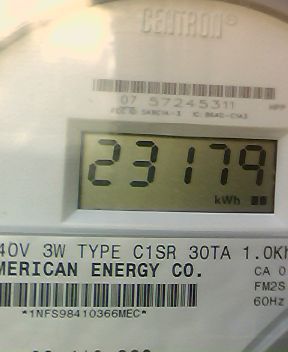 CENTRON®
07 57245311
23179
kWh
40V 3W TYPE C1SR 30TA 1.0Kh
MERICAN ENERGY CO.
CA 0
FM2S
60Hz
*1NFS98410366MEC*